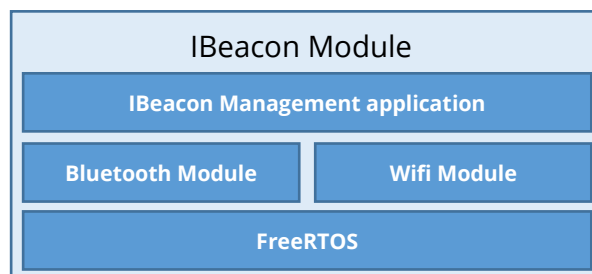 IBeacon Module
IBeacon Management application
Bluetooth Module
Wifi Module
FreeRTOS